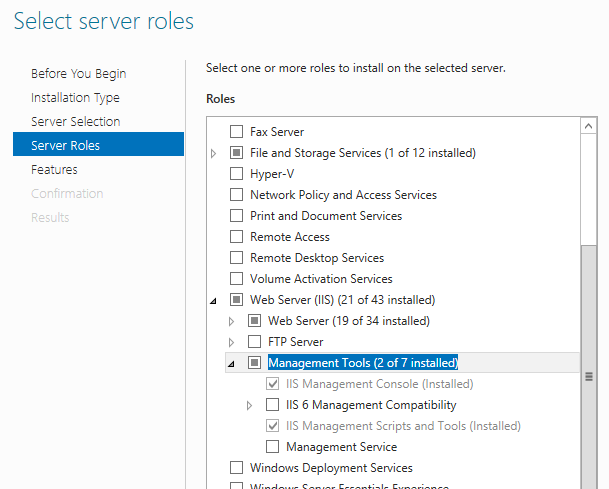 Select server roles
Before You Begin
Installation Type
Server Selection
Server Roles
Features
Confirmation
Results
Select one or more roles to install on the selected server.
Roles
Fax Server
File and Storage Services (1 of 12 installed)
Hyper-V
Network Policy and Access Services
Print and Document Services
Remote Access
Remote Desktop Services
Volume Activation Services
Web Server (IIS) (21 of 43 installed)
Web Server (19 of 34 installed)
FTP Server
Management Tools (2 of 7 installed)
IIS Management Console (Installed)
IIS 6 Management Compatibility
IIS Management Scripts and Tools (Installed)
Management Service
Windows Deployment Services
Windows Server Essentials Experience